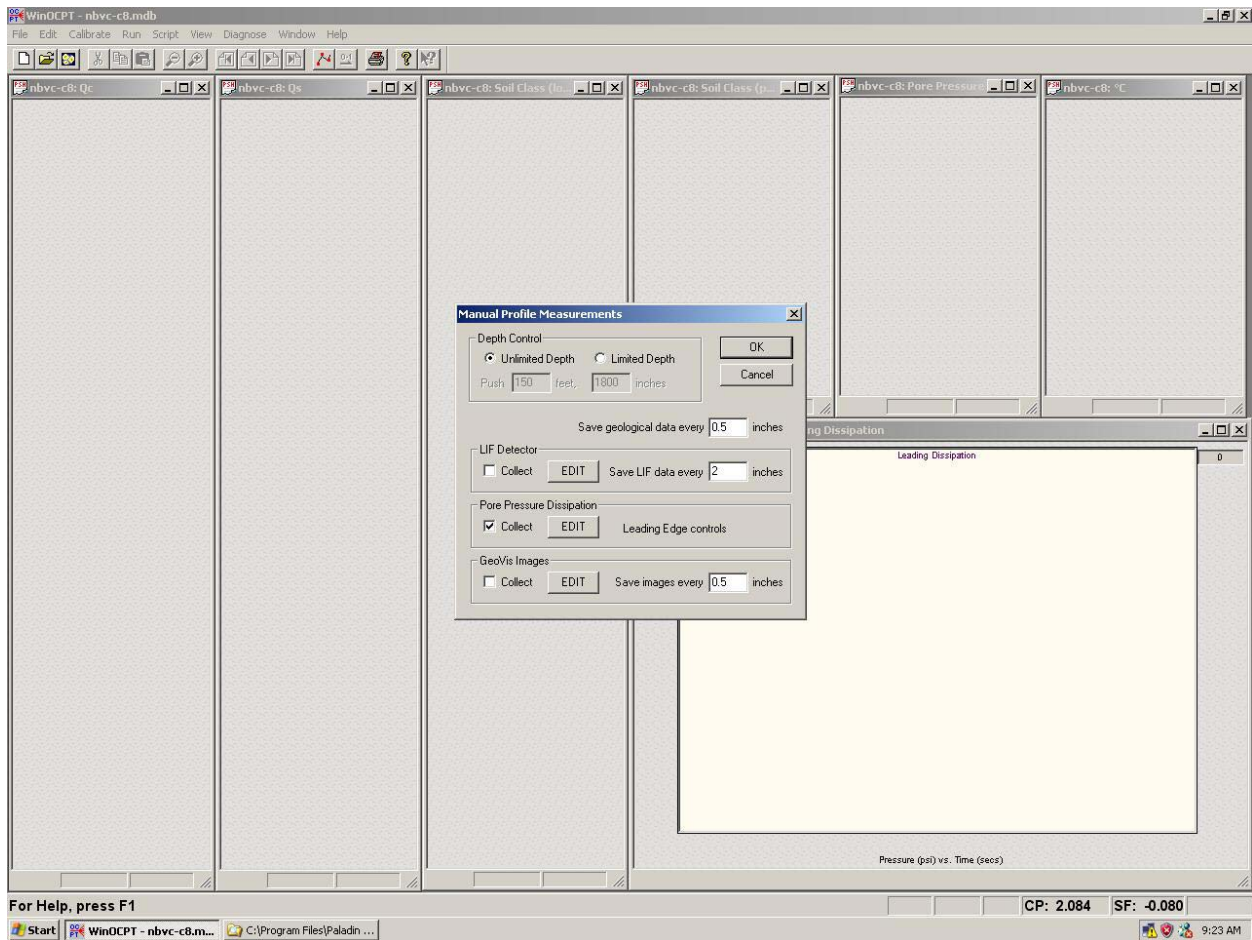 WinOCPT - nbvc-c8.mdb
File Edit Calibrate Run Script View Diagnose Window Help
nbvc-c8: Qc
nbvc-c8: Qs
nbvc-c8: Soil Class (lo...
nbvc-c8: Soil Class (p...
nbvc-c8: Pore Pressure
nbvc-c8: °C
Manual Profile Measurements
Depth Control
Unlimited Depth Limited Depth
OK
Push 150 feet, 1800 inches
Cancel
Save geological data every 0.5 inches
LIF Detector
Collect EDIT Save LIF data every 2 inches
Pore Pressure Dissipation
Collect EDIT Leading Edge controls
GeoVis Images
Collect EDIT Save images every 0.5 inches
ng Dissipation
Leading Dissipation
0
Pressure (psi) vs. Time (secs)
For Help, press F1
CP: 2.084 SF: -0.080
Start WinOCPT - nbvc-c8.m... C:\Program Files\Paladin ... 9:23 AM